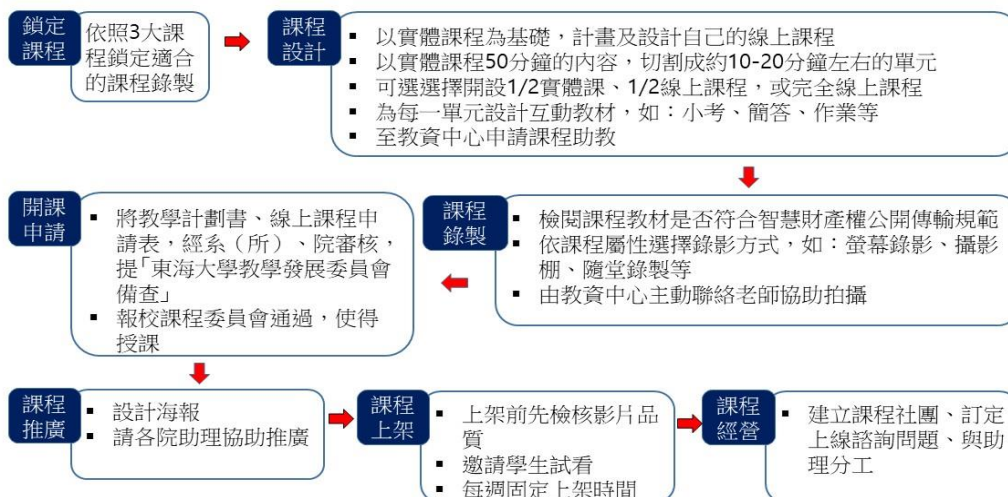 鎖定
課程
依照3大課
程鎖定適合
的課程錄製
課程
設計
▪ 以實體課程為基礎，計畫及設計自己的線上課程
▪ 以實體課程50分鐘的內容，切割成約10-20分鐘左右的單元
▪ 可選選擇開設1/2實體課、1/2線上課程，或完全線上課程
▪ 為每一單元設計互動教材，如：小考、簡答、作業等
▪ 至教資中心申請課程助教
開課
申請
▪ 將教學計劃書、線上課程申
請表，經系（所）、院審核，
提「東海大學教學發展委員會
備查」
▪ 報校課程委員會通過，使得
授課
課程
錄製
▪ 檢閱課程教材是否符合智慧財產權公開傳輸規範
▪ 依課程屬性選擇錄影方式，如：螢幕錄影、攝影
棚、隨堂錄製等
▪ 由教資中心主動聯絡老師協助拍攝
課程
推廣
▪ 設計海報
▪ 請各院助理協助推廣
課程
上架
▪ 上架前先檢核影片品
質
▪ 邀請學生試看
▪ 每週固定上架時間
課程
經營
▪ 建立課程社團、訂定
上線諮詢問題、與助
理分工